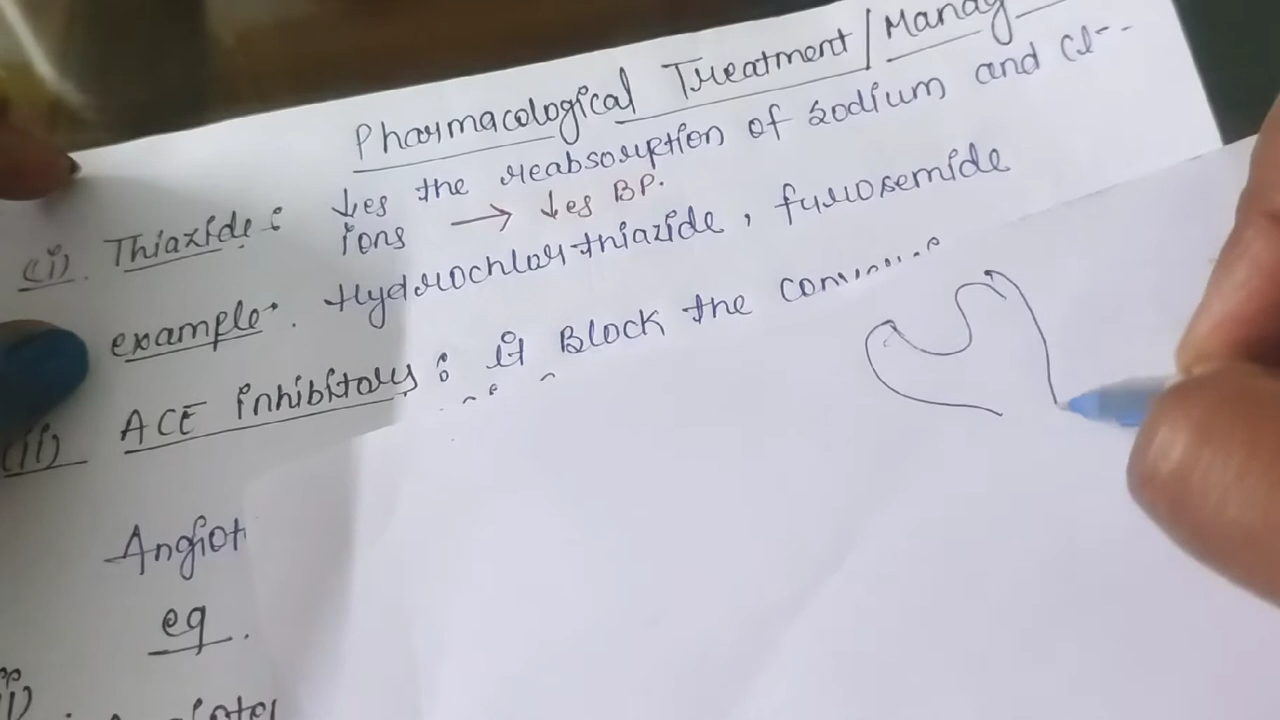 Pharmacological Treatment/Manag
(i). Thiazide: ↓es the reabsorption of sodium and Cl--
ions → ↓es BP.
example. Hydrochlorthiazide, furosemide
(ii) ACE inhibitors: it Block the
Angiot
eg.